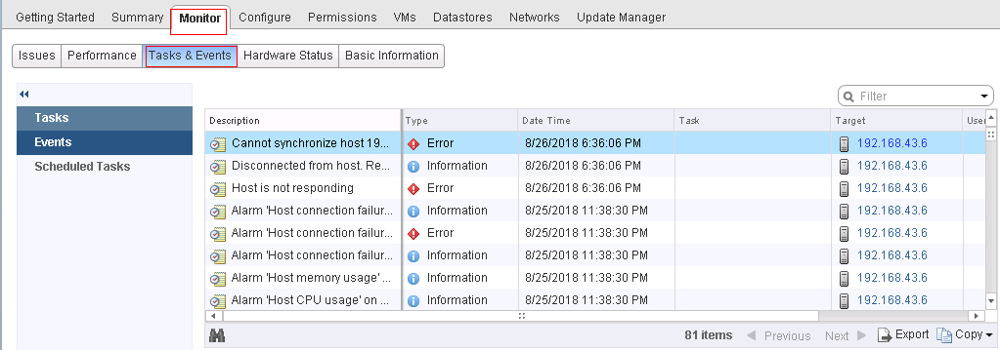 Getting Started Summary Monitor Configure Permissions VMs Datastores Networks Update Manager
Issues Performance Tasks & Events Hardware Status Basic Information
Filter
Tasks
Events
Scheduled Tasks
Description Type Date Time Task Target User
Cannot synchronize host 19... Error 8/26/2018 6:36:06 PM 192.168.43.6
Disconnected from host. Re... Information 8/26/2018 6:36:06 PM 192.168.43.6
Host is not responding Error 8/26/2018 6:36:06 PM 192.168.43.6
Alarm 'Host connection failur... Information 8/25/2018 11:38:30 PM 192.168.43.6
Alarm 'Host connection failur... Error 8/25/2018 11:38:30 PM 192.168.43.6
Alarm 'Host connection failur... Information 8/25/2018 11:38:30 PM 192.168.43.6
Alarm 'Host memory usage' ... Information 8/25/2018 11:38:30 PM 192.168.43.6
Alarm 'Host CPU usage' on ... Information 8/25/2018 11:38:30 PM 192.168.43.6
81 items Previous Next Export Copy